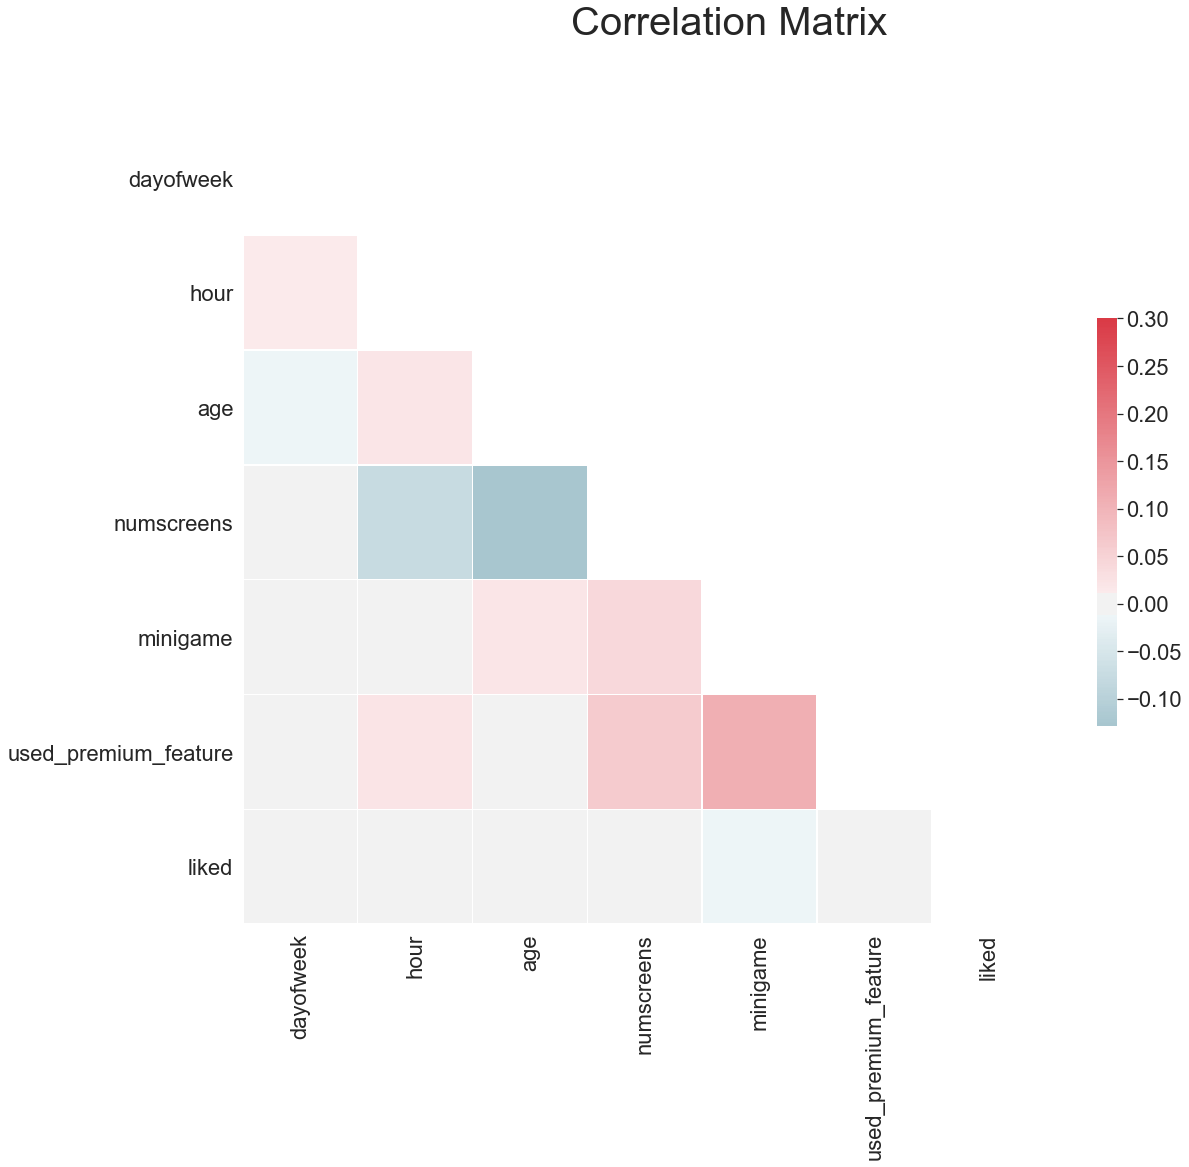 Correlation Matrix
dayofweek
hour
age
numscreens
minigame
used_premium_feature
liked
dayofweek
hour
age
numscreens
minigame
used_premium_feature
liked
0.30
0.25
0.20
0.15
0.10
0.05
0.00
−0.05
−0.10